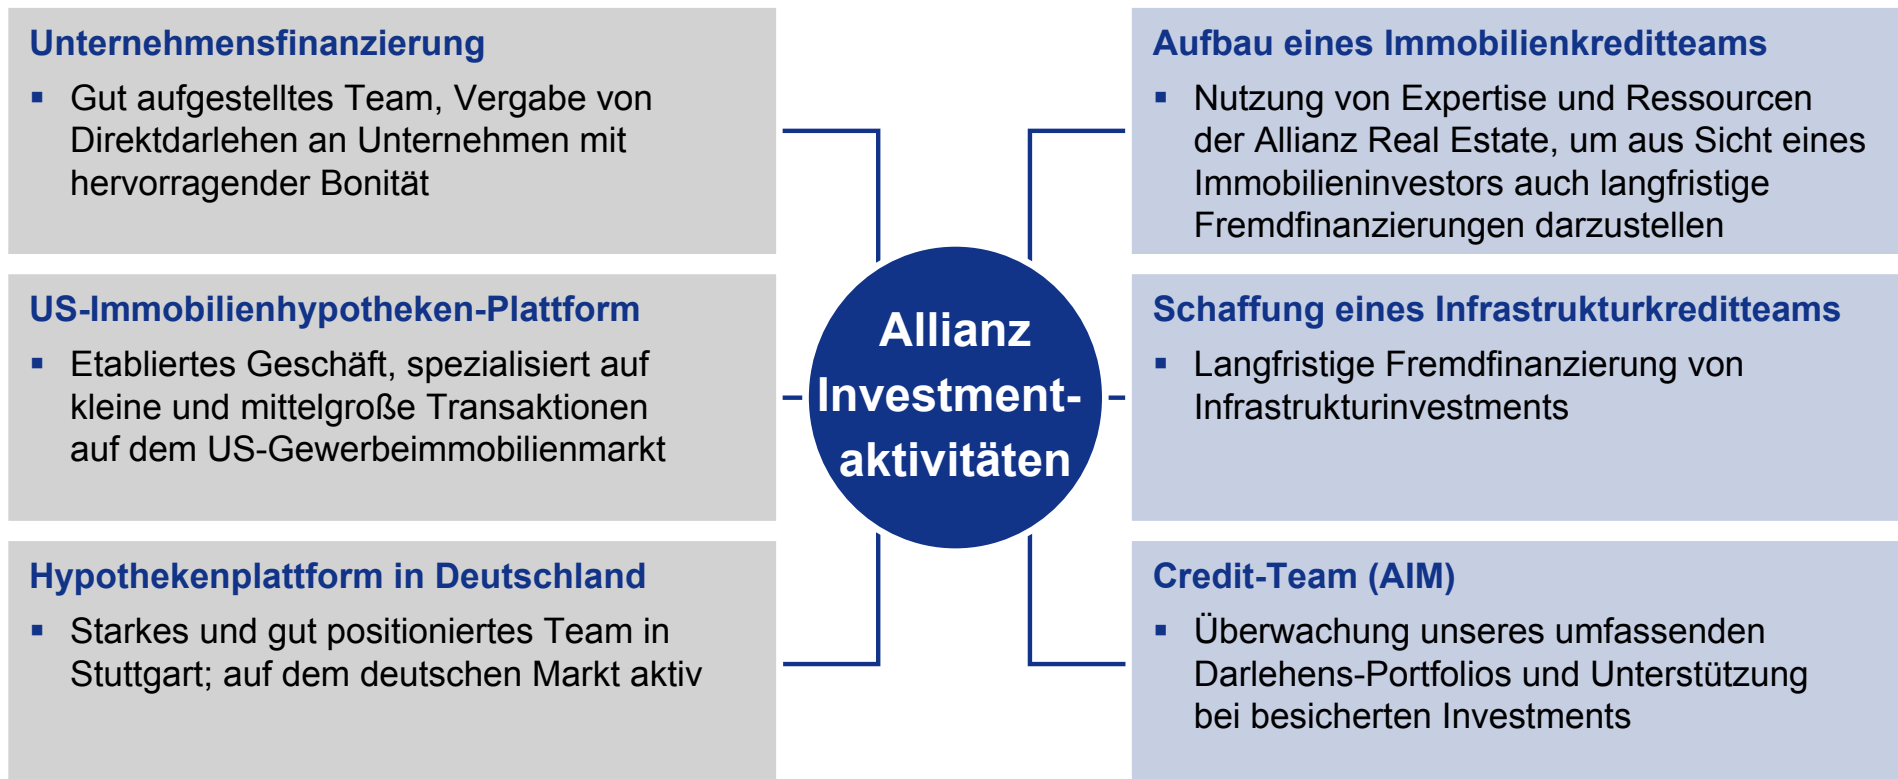 Unternehmensfinanzierung
▪ Gut aufgestelltes Team, Vergabe von
Direktdarlehen an Unternehmen mit
hervorragender Bonität
US-Immobilienhypotheken-Plattform
▪ Etabliertes Geschäft, spezialisiert auf
kleine und mittelgroße Transaktionen
auf dem US-Gewerbeimmobilienmarkt
Hypothekenplattform in Deutschland
▪ Starkes und gut positioniertes Team in
Stuttgart; auf dem deutschen Markt aktiv
Allianz
Investment-
aktivitäten
Aufbau eines Immobilienkreditteams
▪ Nutzung von Expertise und Ressourcen
der Allianz Real Estate, um aus Sicht eines
Immobilieninvestors auch langfristige
Fremdfinanzierungen darzustellen
Schaffung eines Infrastrukturkreditteams
▪ Langfristige Fremdfinanzierung von
Infrastrukturinvestments
Credit-Team (AIM)
▪ Überwachung unseres umfassenden
Darlehens-Portfolios und Unterstützung
bei besicherten Investments